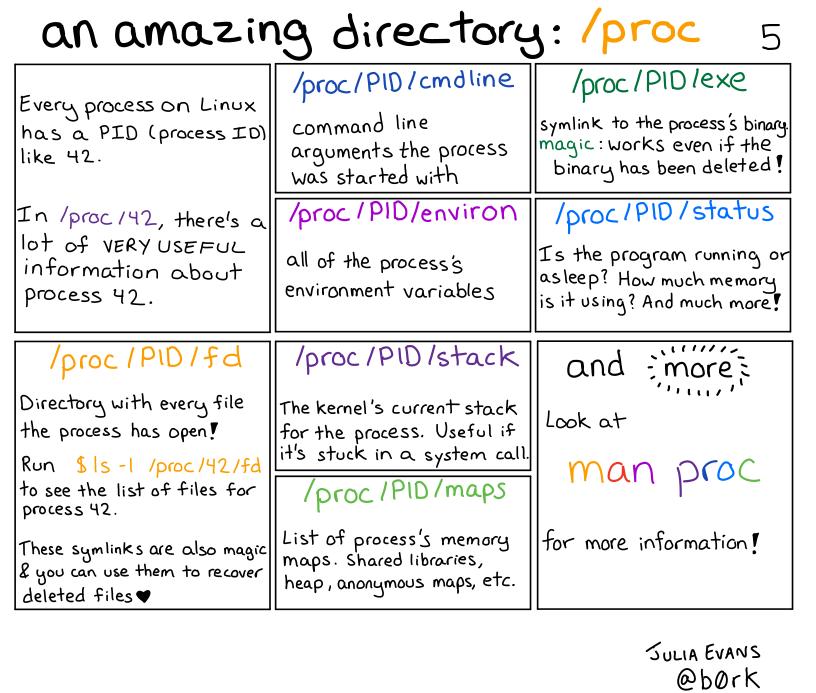 an amazing directory: /proc
5
Every process on Linux
has a PID (process ID)
like 42.
In /proc/42, there's a
lot of VERY USEFUL
information about
process 42.
/proc/PID/cmdline
command line
arguments the process
was started with
/proc/PID/exe
symlink to the process's binary.
magic: works even if the
binary has been deleted!
/proc/PID/environ
all of the process's
environment variables
/proc/PID/status
Is the program running or
asleep? How much memory
is it using? And much more!
/proc/PID/fd
Directory with every file
the process has open!
Run $ ls -l /proc/42/fd
to see the list of files for
process 42.
These symlinks are also magic
& you can use them to recover
deleted files ♥
/proc/PID/stack
The kernel's current stack
for the process. Useful if
it's stuck in a system call.
/proc/PID/maps
List of process's memory
maps. Shared libraries,
heap, anonymous maps, etc.
and more
Look at
man proc
for more information!
JULIA EVANS
@b0rk